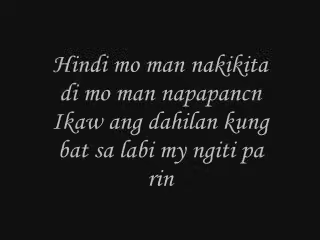 Hindi mo man nakikita
di mo man napapancn
Ikaw ang dahilan kung
bat sa labi my ngiti pa
rin